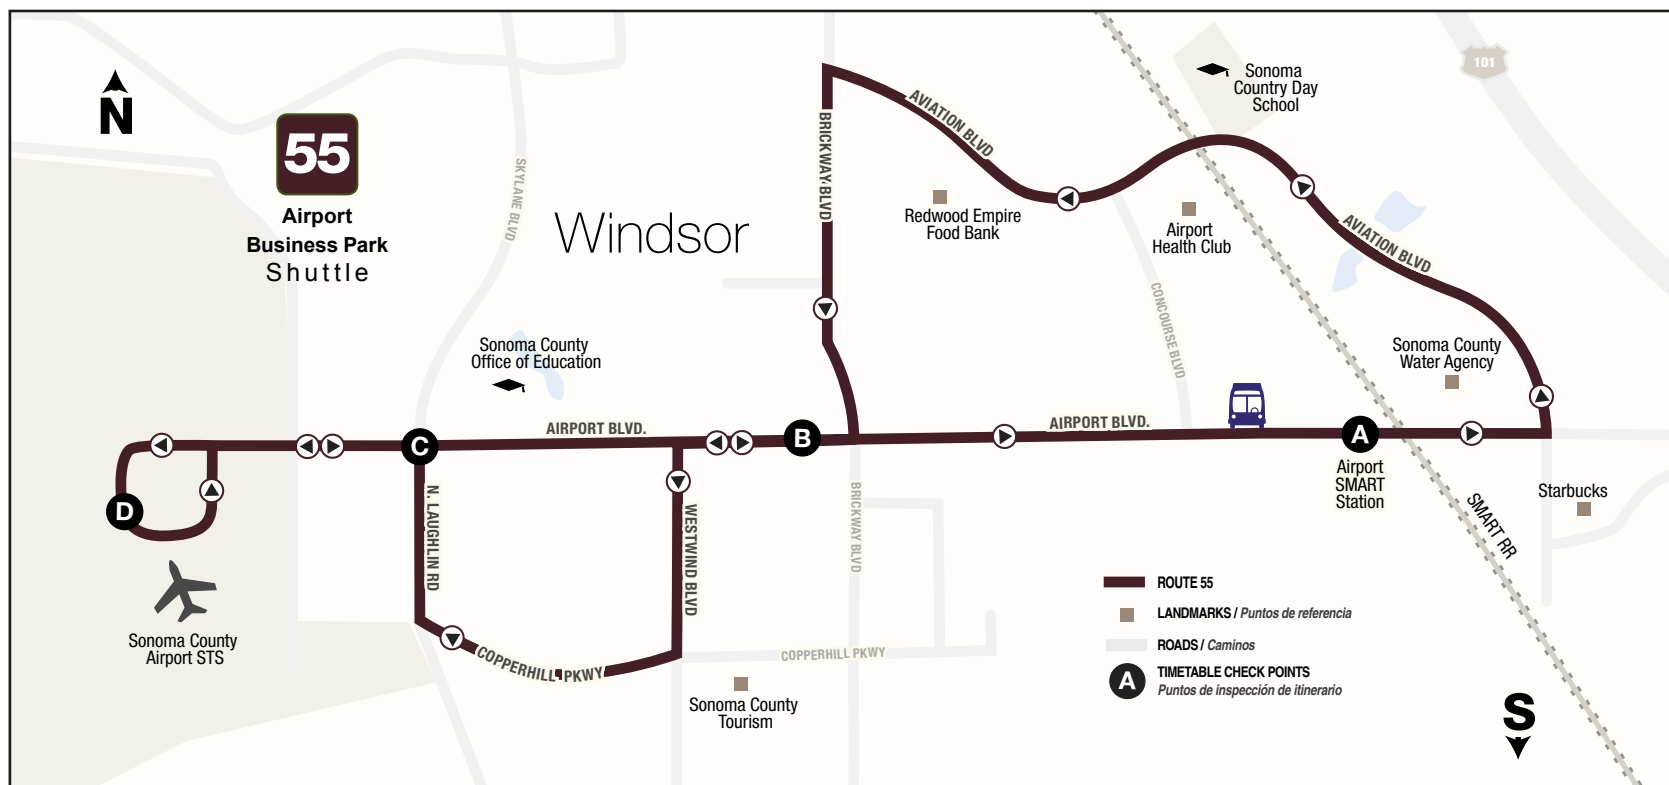 N
55
Airport
Business Park
Shuttle
Windsor
SKYLANE BLVD
BRICKWAY BLVD
AVIATION BLVD
Sonoma
Country Day
School
101
Redwood Empire
Food Bank
Airport
Health Club
AVIATION BLVD
CONCOURSE BLVD
Sonoma County
Office of Education
Sonoma County
Water Agency
AIRPORT BLVD.
AIRPORT BLVD.
D
C
B
A
Airport
SMART
Station
Starbucks
SMART RR
N. LAUGHLIN RD
WESTWIND BLVD
BRICKWAY BLVD
COPPERHILL PKWY
COPPERHILL PKWY
Sonoma County
Airport STS
Sonoma County
Tourism
ROUTE 55
LANDMARKS / Puntos de referencia
ROADS / Caminos
A
TIMETABLE CHECK POINTS
Puntos de inspección de itinerario
S